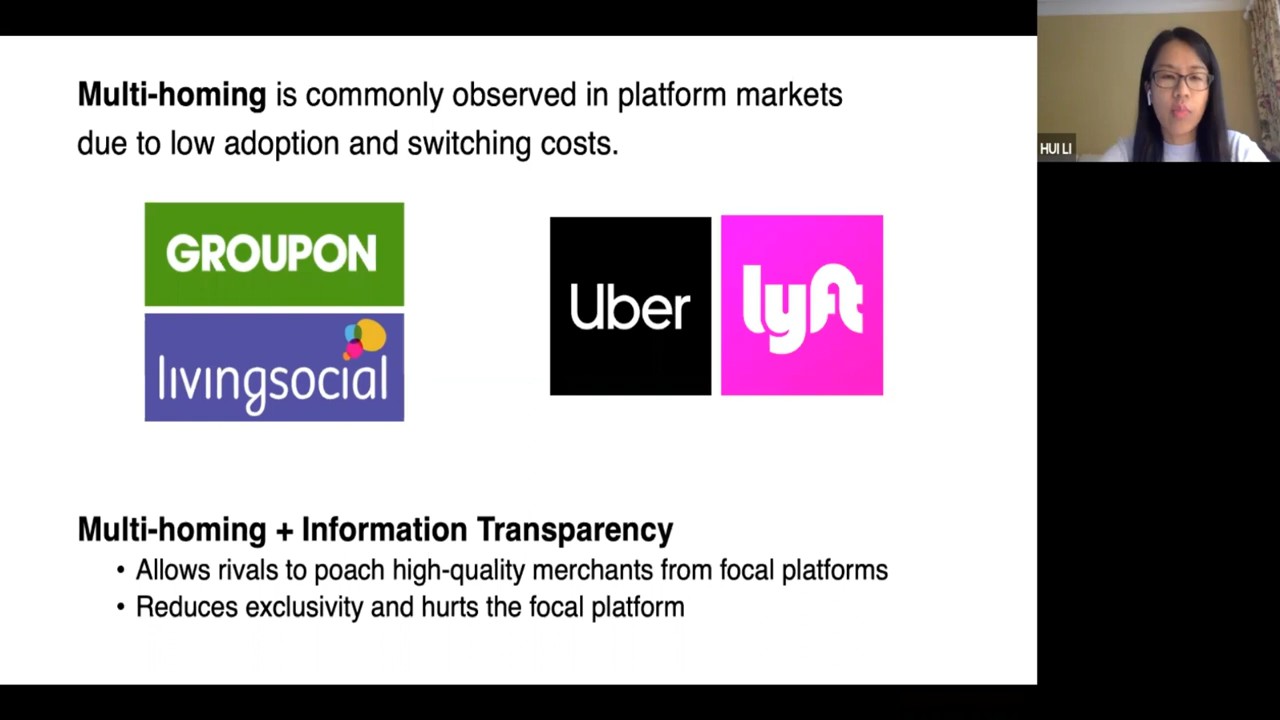 Multi-homing is commonly observed in platform markets
due to low adoption and switching costs.
GROUPON
livingsocial
Uber
lyft
Multi-homing + Information Transparency
• Allows rivals to poach high-quality merchants from focal platforms
• Reduces exclusivity and hurts the focal platform
HUI LI